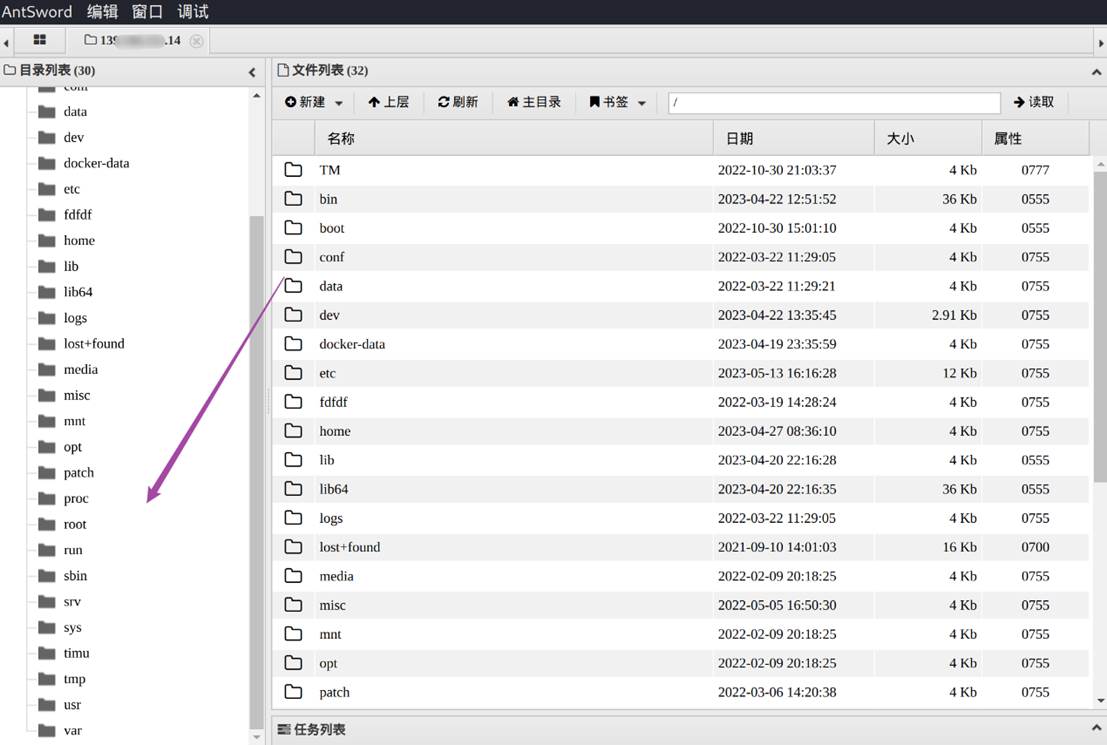 AntSword 编辑 窗口 调试
139 .14
目录列表 (30)
conf
data
dev
docker-data
etc
fdfdf
home
lib
lib64
logs
lost+found
media
misc
mnt
opt
patch
proc
root
run
sbin
srv
sys
timu
tmp
usr
var
文件列表 (32)
新建 上层 刷新 主目录 书签 / 读取
名称 日期 大小 属性
TM 2022-10-30 21:03:37 4 Kb 0777
bin 2023-04-22 12:51:52 36 Kb 0555
boot 2022-10-30 15:01:10 4 Kb 0555
conf 2022-03-22 11:29:05 4 Kb 0755
data 2022-03-22 11:29:21 4 Kb 0755
dev 2023-04-22 13:35:45 2.91 Kb 0755
docker-data 2023-04-19 23:35:59 4 Kb 0755
etc 2023-05-13 16:16:28 12 Kb 0755
fdfdf 2022-03-19 14:28:24 4 Kb 0755
home 2023-04-27 08:36:10 4 Kb 0755
lib 2023-04-20 22:16:28 4 Kb 0555
lib64 2023-04-20 22:16:35 36 Kb 0555
logs 2022-03-22 11:29:05 4 Kb 0755
lost+found 2021-09-10 14:01:03 16 Kb 0700
media 2022-02-09 20:18:25 4 Kb 0755
misc 2022-05-05 16:50:30 4 Kb 0755
mnt 2022-02-09 20:18:25 4 Kb 0755
opt 2022-02-09 20:18:25 4 Kb 0755
patch 2022-03-06 14:20:38 4 Kb 0755
任务列表